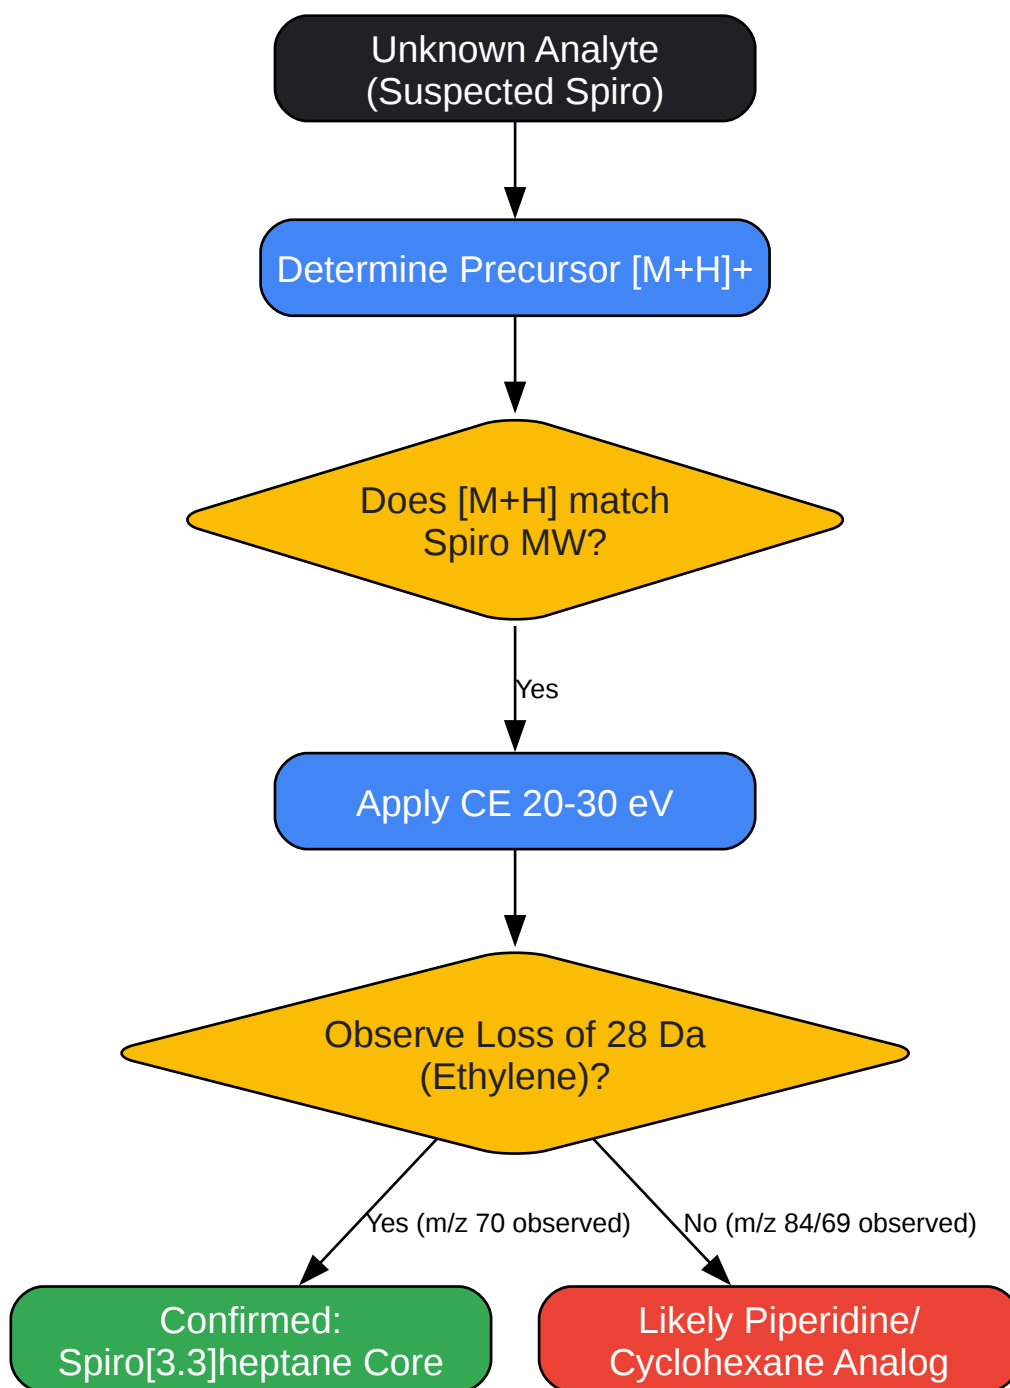 Unknown Analyte
(Suspected Spiro)
Determine Precursor [M+H]+
Does [M+H] match
Spiro MW?
Yes
Apply CE 20-30 eV
Observe Loss of 28 Da
(Ethylene)?
Yes (m/z 70 observed)
No (m/z 84/69 observed)
Confirmed:
Spiro[3.3]heptane Core
Likely Piperidine/
Cyclohexane Analog